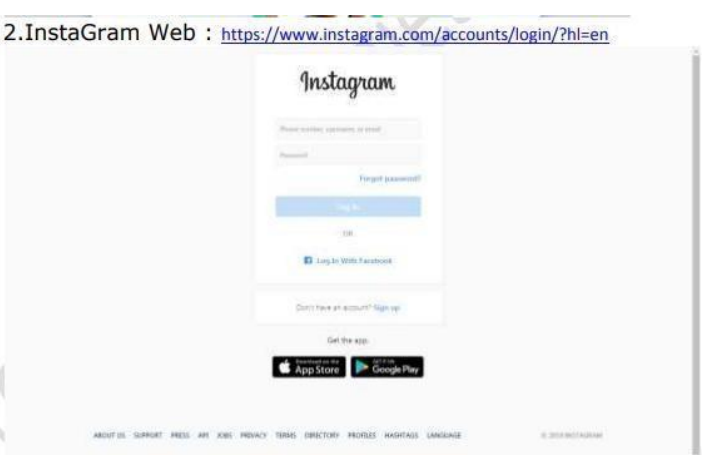 2.InstaGram Web : https://www.instagram.com/accounts/login/?hl=en
Instagram
Phone number, username, or email
Password
Forgot password?
Log In
OR
Log In With Facebook
Don't have an account? Sign up
Get the app.
Download on the App Store
GET IT ON Google Play
ABOUT US SUPPORT PRESS API JOBS PRIVACY TERMS DIRECTORY PROFILES HASHTAGS LANGUAGE